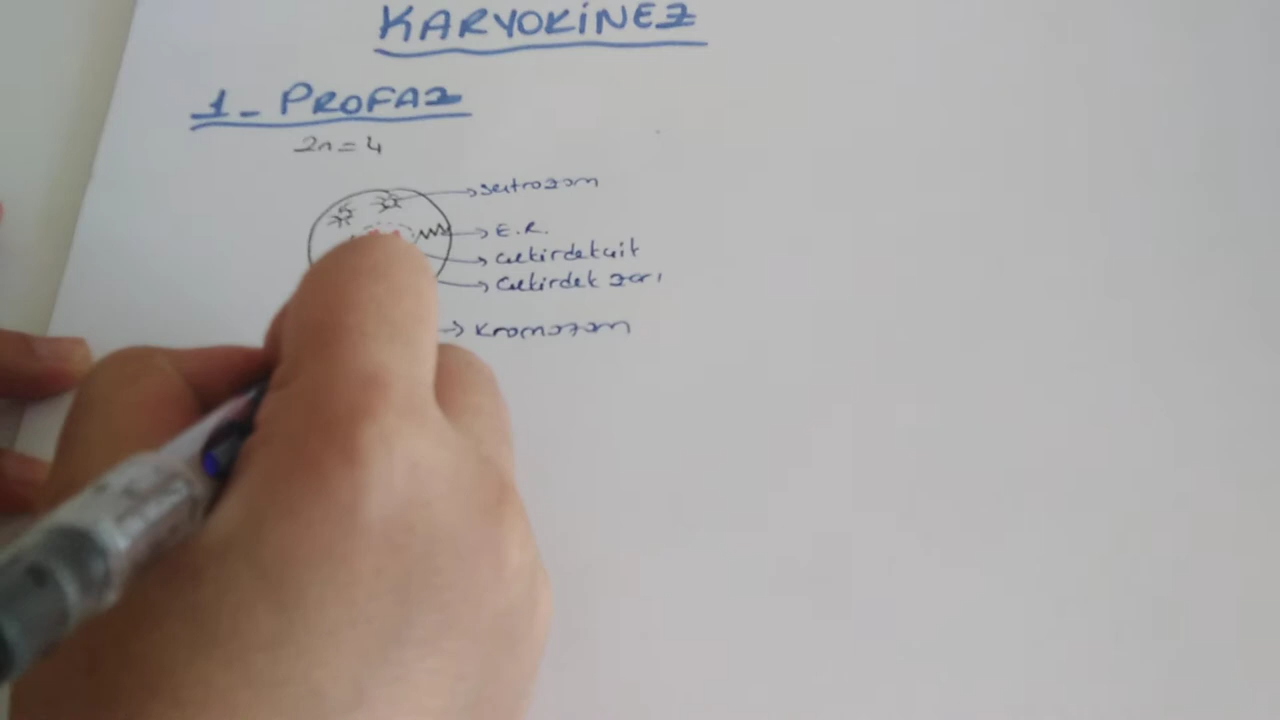 KARYOKİNEZ
1- PROFAZ
2n = 4
sentrozom
E.R.
Çekirdekçik
Çekirdek zarı
Kromozom